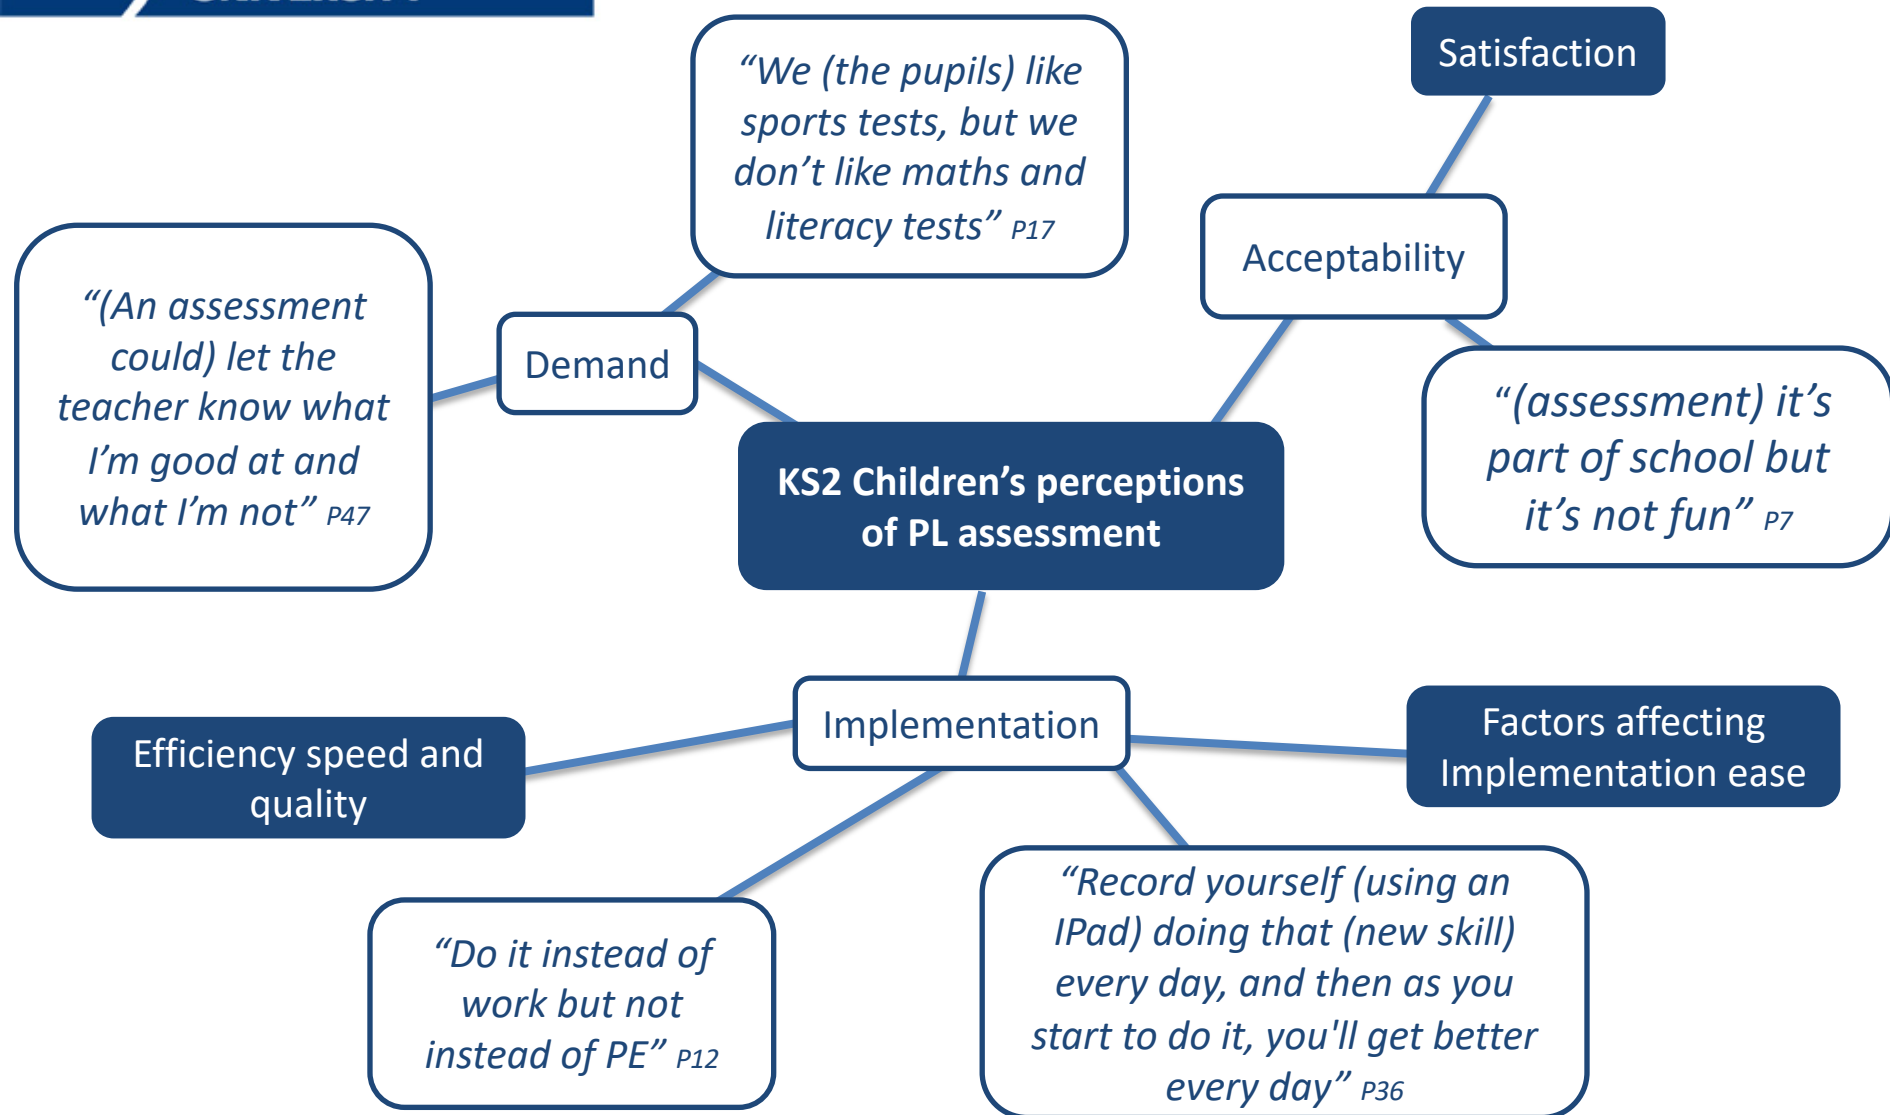 “We (the pupils) like
sports tests, but we
don’t like maths and
literacy tests” P17
Satisfaction
Acceptability
“(An assessment
could) let the
teacher know what
I’m good at and
what I’m not” P47
Demand
“(assessment) it’s
part of school but
it’s not fun” P7
KS2 Children’s perceptions
of PL assessment
Implementation
Efficiency speed and
quality
Factors affecting
Implementation ease
“Do it instead of
work but not
instead of PE” P12
“Record yourself (using an
IPad) doing that (new skill)
every day, and then as you
start to do it, you'll get better
every day” P36